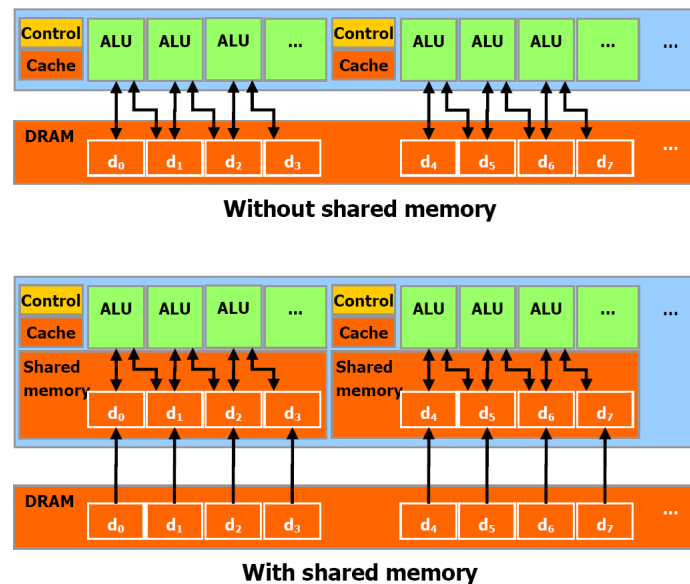 Control ALU ALU ALU ... Control ALU ALU ALU ... ...
Cache Cache
DRAM ...
d₀ d₁ d₂ d₃ d₄ d₅ d₆ d₇
Without shared memory
Control ALU ALU ALU ... Control ALU ALU ALU ... ...
Cache Cache
Shared Shared
memory memory
d₀ d₁ d₂ d₃ d₄ d₅ d₆ d₇
DRAM ...
d₀ d₁ d₂ d₃ d₄ d₅ d₆ d₇
With shared memory